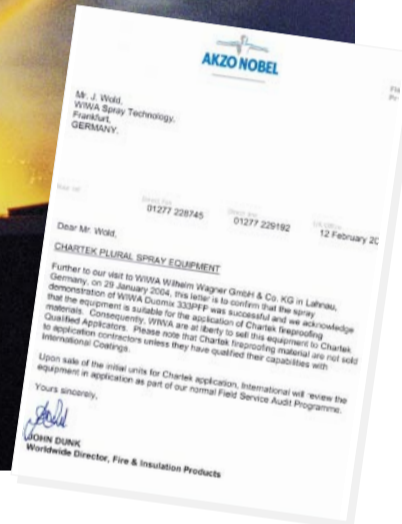 AKZO NOBEL
Mr. J. Wold,
WIWA Spray Technology,
Frankfurt,
GERMANY.
01277 228745
01277 229192
12 February 20
Dear Mr. Wold,
CHARTEK PLURAL SPRAY EQUIPMENT
Further to our visit to WIWA Wilhelm Wagner GmbH & Co. KG in Lahnau,
Germany, on 29 January 2004, this letter is to confirm that the spray
demonstration of WIWA Duomix 333PFP was successful and we acknowledge
that the equipment is suitable for the application of Chartek fireproofing
materials. Consequently, WIWA are at liberty to sell this equipment to Chartek
Qualified Applicators. Please note that Chartek fireproofing material are not sold
to application contractors unless they have qualified their capabilities with
International Coatings.
Upon sale of the initial units for Chartek application, International will review the
equipment in application as part of our normal Field Service Audit Programme.
Yours sincerely,
JOHN DUNK
Worldwide Director, Fire & Insulation Products